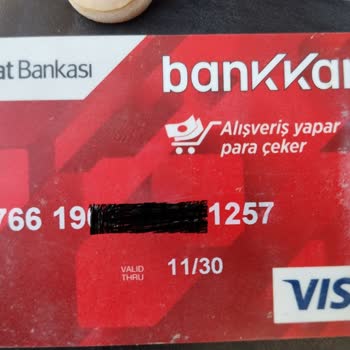 at Bankası
bankkar
Alışveriş yapar
para çeker
766 19 1257
VALID
THRU
11/30
VIS